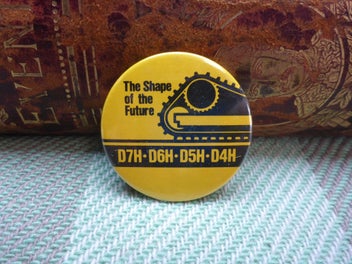 The Shape
of the
Future
D7H·D6H·D5H·D4H